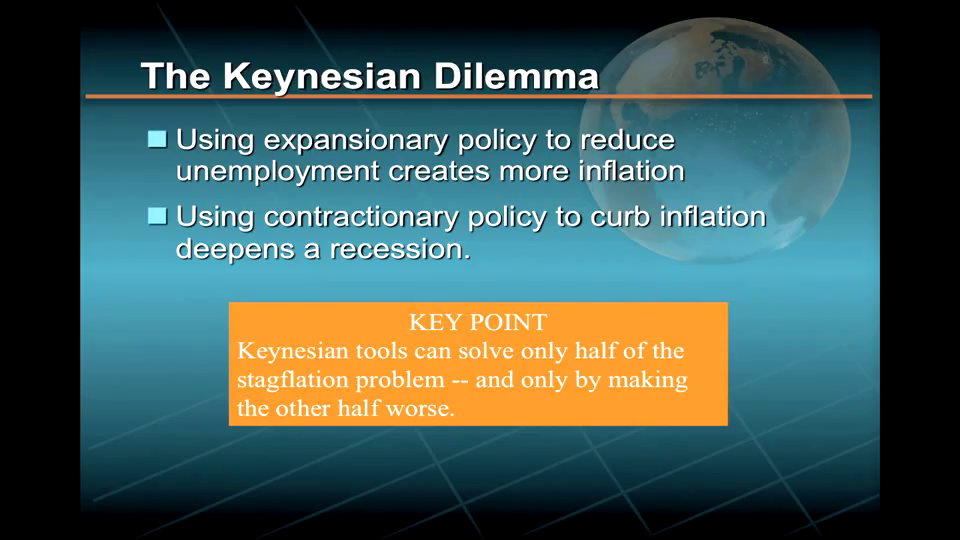 The Keynesian Dilemma
Using expansionary policy to reduce
unemployment creates more inflation
Using contractionary policy to curb inflation
deepens a recession.
KEY POINT
Keynesian tools can solve only half of the
stagflation problem -- and only by making
the other half worse.